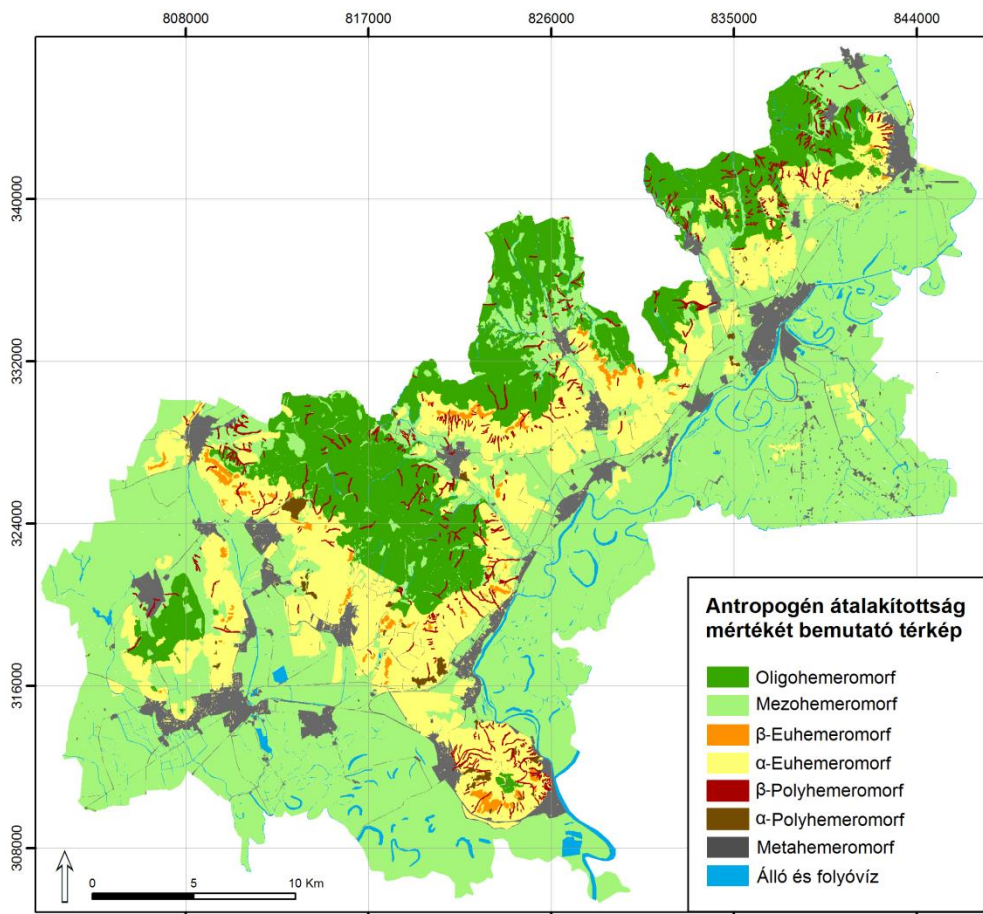 808000
817000
826000
835000
844000
340000
332000
324000
316000
308000
Antropogén átalakítottság
mértékét bemutató térkép
Oligohemeromorf
Mezohemeromorf
β-Euhemeromorf
α-Euhemeromorf
β-Polyhemeromorf
α-Polyhemeromorf
Metahemeromorf
Álló és folyóvíz
0 5 10 Km